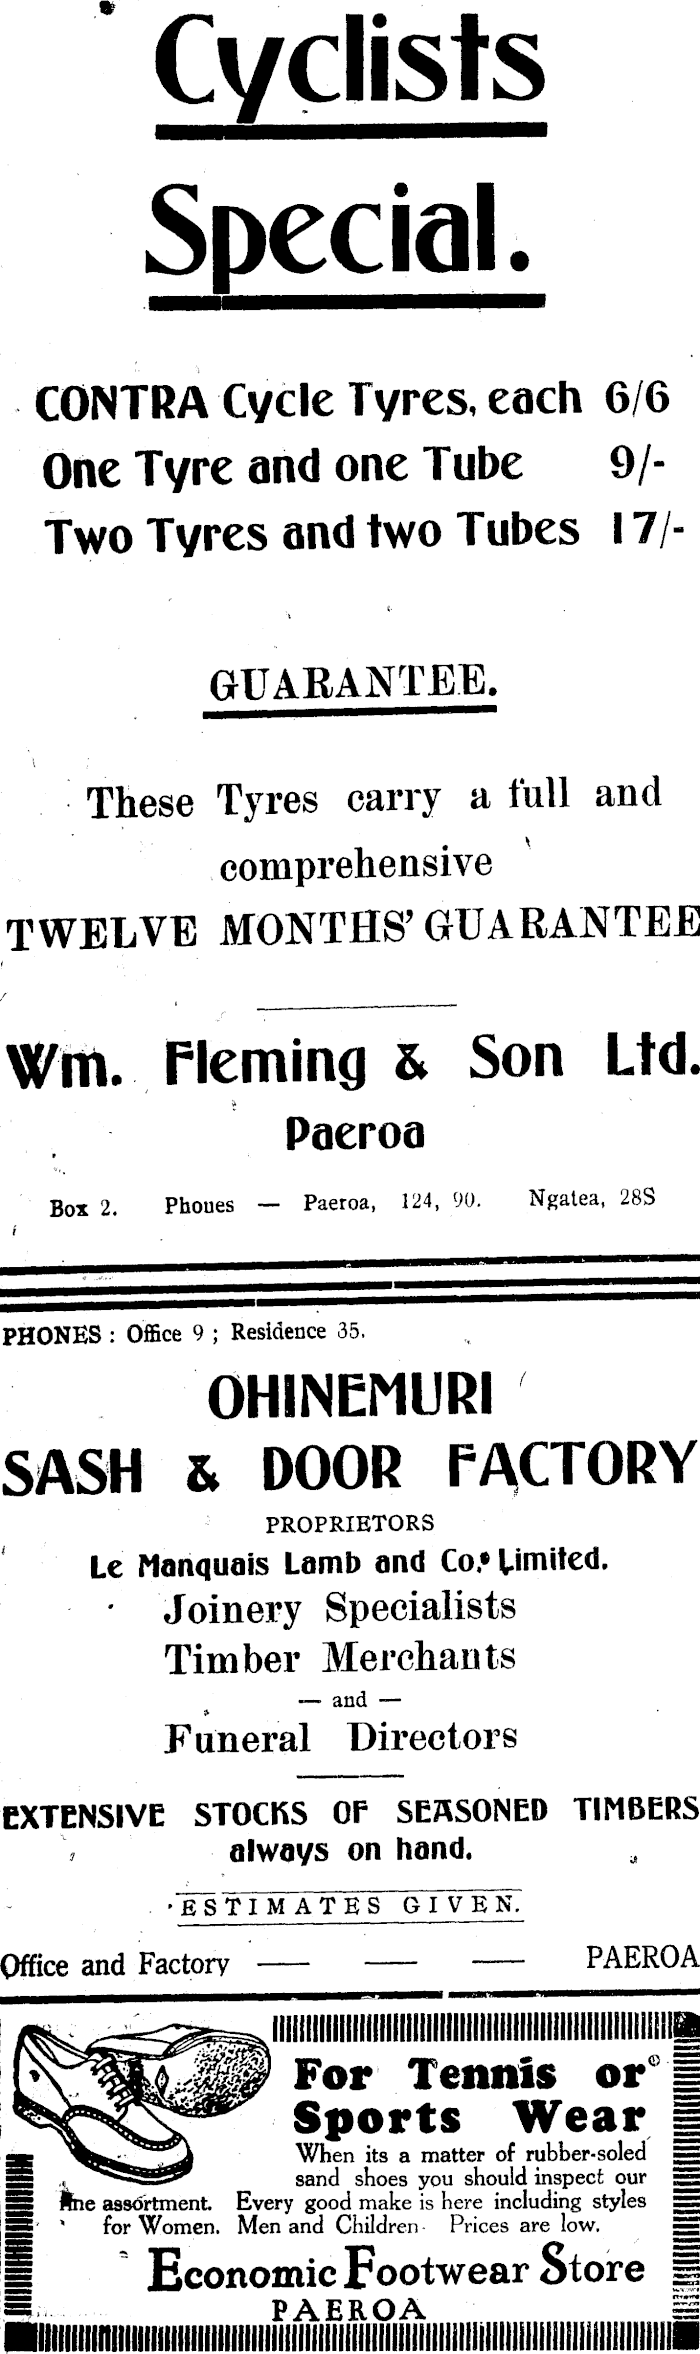 Cyclists
Special.
CONTRA Cycle Tyres, each 6/6
One Tyre and one Tube 9/-
Two Tyres and two Tubes 17/-
GUARANTEE.
These Tyres carry a full and
comprehensive
TWELVE MONTHS' GUARANTEE
Wm. Fleming & Son Ltd.
Paeroa
Box 2. Phoues — Paeroa, 124, 90. Ngatea, 28S
PHONES : Office 9 ; Residence 35.
OHINEMURI
SASH & DOOR FACTORY
PROPRIETORS
Le Manquais Lamb and Co., Limited.
Joinery Specialists
Timber Merchants
— and —
Funeral Directors
EXTENSIVE STOCKS OF SEASONED TIMBERS
always on hand.
ESTIMATES GIVEN.
Office and Factory — — — PAEROA
For Tennis or
Sports Wear
When its a matter of rubber-soled
sand shoes you should inspect our
fine assortment. Every good make is here including styles
for Women. Men and Children. Prices are low.
Economic Footwear Store
PAEROA